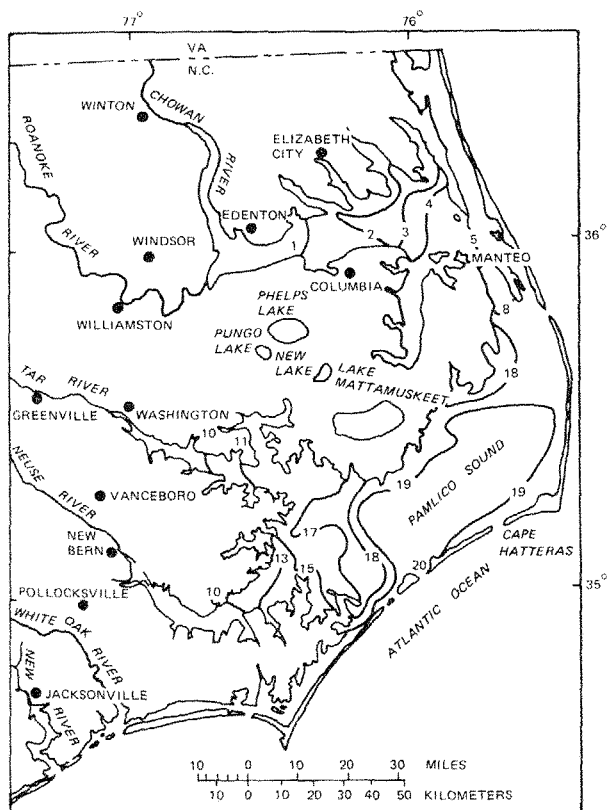 77°
76°
VA
N.C.
WINTON
CHOWAN
RIVER
ROANOKE
RIVER
ELIZABETH
CITY
EDENTON
4
3
2
1
5
36°
WINDSOR
MANTEO
COLUMBIA
WILLIAMSTON
PHELPS
LAKE
8
PUNGO
LAKE
NEW
LAKE
LAKE
MATTAMUSKEET
18
TAR RIVER
GREENVILLE
WASHINGTON
10
11
NEUSE
RIVER
VANCEBORO
19
PAMLICO SOUND
19
17
NEW
BERN
13
15
18
CAPE
HATTERAS
20
10
35°
POLLOCKSVILLE
ATLANTIC OCEAN
WHITE OAK
RIVER
NEW
RIVER
JACKSONVILLE
10 0 10 20 30 MILES
10 0 10 20 30 40 50 KILOMETERS